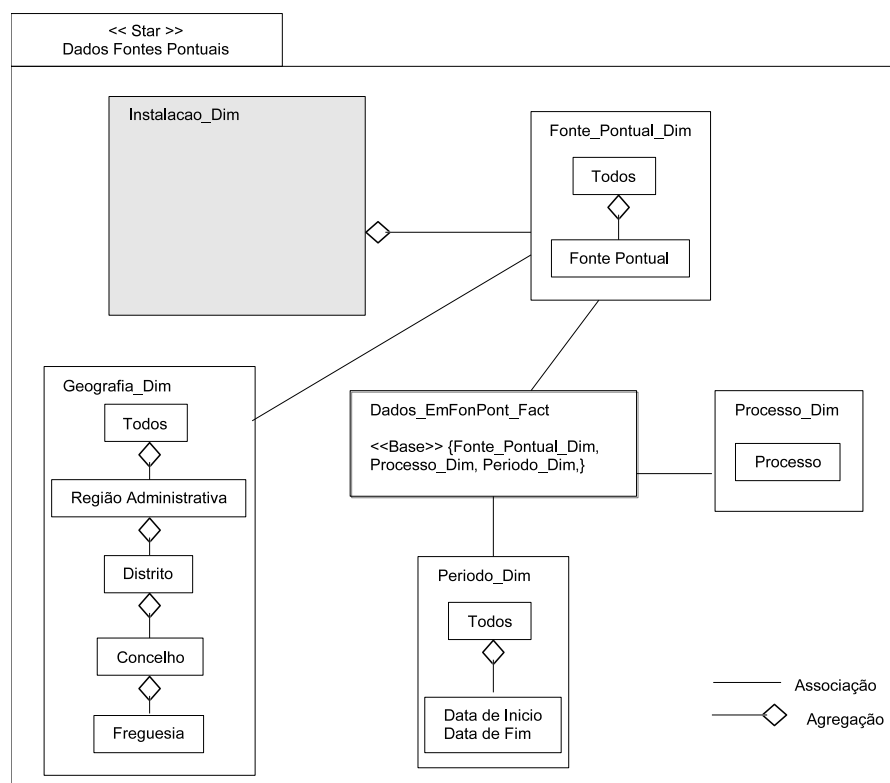 << Star >>
Dados Fontes Pontuais
Instalacao_Dim
Fonte_Pontual_Dim
Todos
Fonte Pontual
Geografia_Dim
Todos
Região Administrativa
Distrito
Concelho
Freguesia
Dados_EmFonPont_Fact
<<Base>> {Fonte_Pontual_Dim,
Processo_Dim, Periodo_Dim,}
Processo_Dim
Processo
Periodo_Dim
Todos
Data de Inicio
Data de Fim
Associação
Agregação